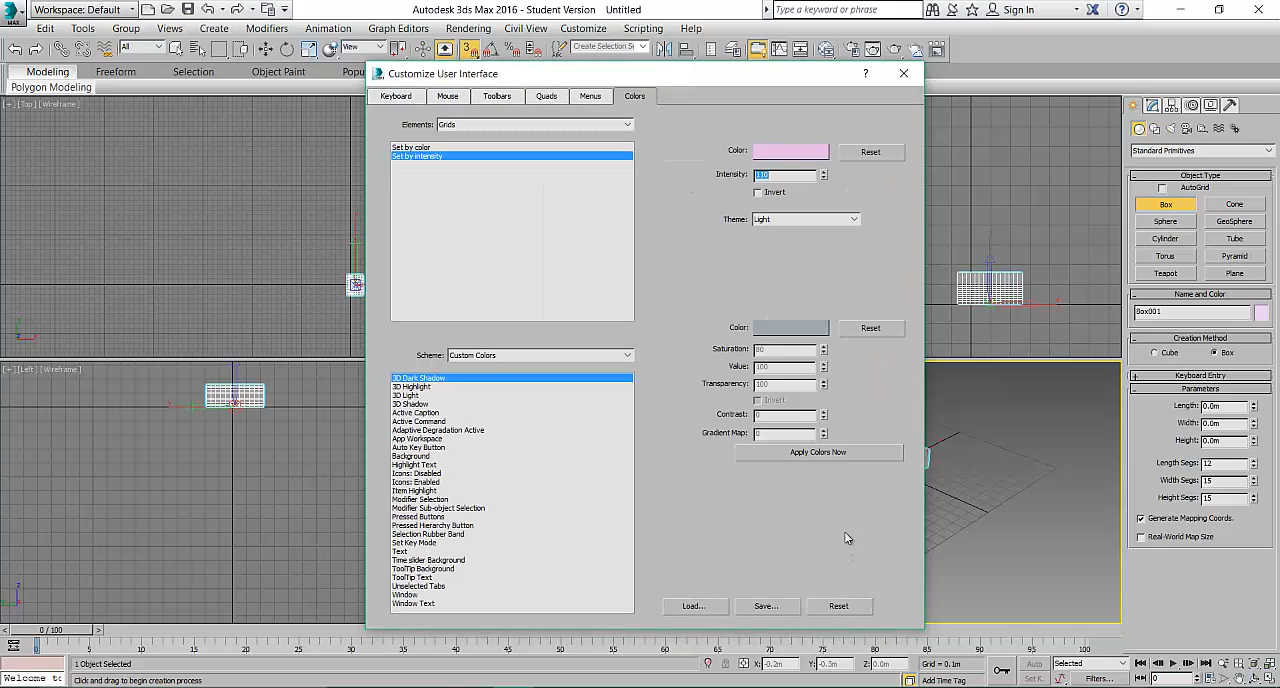 Workspace: Default
Autodesk 3ds Max 2016 - Student Version Untitled
Type a keyword or phrase
Sign In
MAX
Edit Tools Group Views Create Modifiers Animation Graph Editors Rendering Civil View Customize Scripting Help
All
View
3
Create Selection Se
Modeling Freeform Selection Object Paint Popu
Polygon Modeling
Customize User Interface
Keyboard Mouse Toolbars Quads Menus Colors
[+] [Top] [Wireframe]
Elements: Grids
Set by color
Set by intensity
Color: Reset
Intensity: 110
Invert
Theme: Light
Color: Reset
Saturation: 80
Value: 100
Transparency: 100
Invert
Contrast: 0
Gradient Map: 0
Apply Colors Now
Scheme: Custom Colors
3D Dark Shadow
3D Highlight
3D Light
3D Shadow
Active Caption
Active Command
Adaptive Degradation Active
App Workspace
Auto Key Button
Background
Highlight Text
Icons: Disabled
Icons: Enabled
Item Highlight
Modifier Selection
Modifier Sub-object Selection
Pressed Buttons
Pressed Hierarchy Button
Selection Rubber Band
Set Key Mode
Text
Time slider Background
ToolTip Background
ToolTip Text
Unselected Tabs
Window
Window Text
Load... Save... Reset
[+] [Left] [Wireframe]
Standard Primitives
Object Type
AutoGrid
Box Cone
Sphere GeoSphere
Cylinder Tube
Torus Pyramid
Teapot Plane
Name and Color
Box001
Creation Method
Cube Box
Keyboard Entry
Parameters
Length: 0.0m
Width: 0.0m
Height: 0.0m
Length Segs: 12
Width Segs: 15
Height Segs: 15
Generate Mapping Coords.
Real-World Map Size
0 / 100
0 5 10 15 20 25 30 35 40 45 50 55 60 65 70 75 80 85 90 95 100
1 Object Selected
X: -0.2m Y: -0.3m Z: 0.0m Grid = 0.1m
Auto Selected
Welcome to
Click and drag to begin creation process
Add Time Tag
Set K. Filters... 0